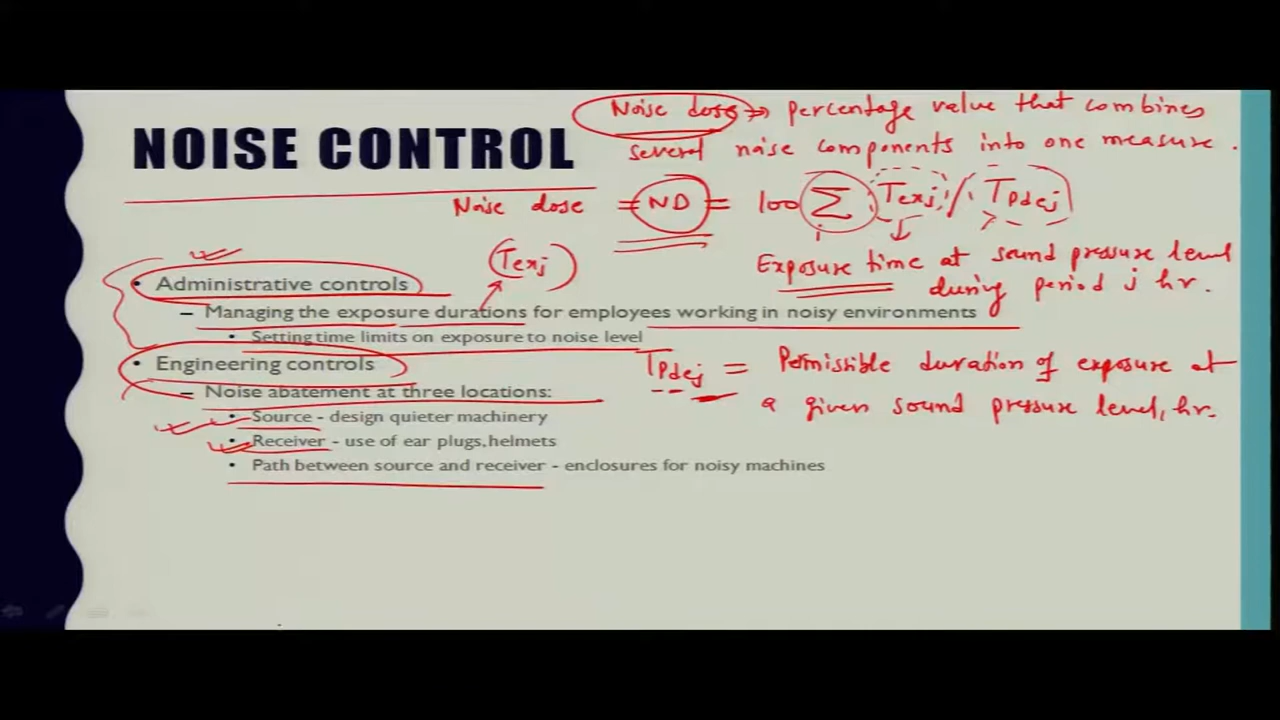 Noise dose => percentage value that combines
several noise components into one measure.
NOISE CONTROL
Noise dose = ND = 100 Σ Texj / TPdej
j
(Texj)
Exposure time at sound pressure level
during period j hr.
• Administrative controls
– Managing the exposure durations for employees working in noisy environments
• Setting time limits on exposure to noise level
• Engineering controls
TPdej = Permissible duration of exposure at
a given sound pressure level, hr.
– Noise abatement at three locations:
• Source - design quieter machinery
• Receiver - use of ear plugs,helmets
• Path between source and receiver - enclosures for noisy machines